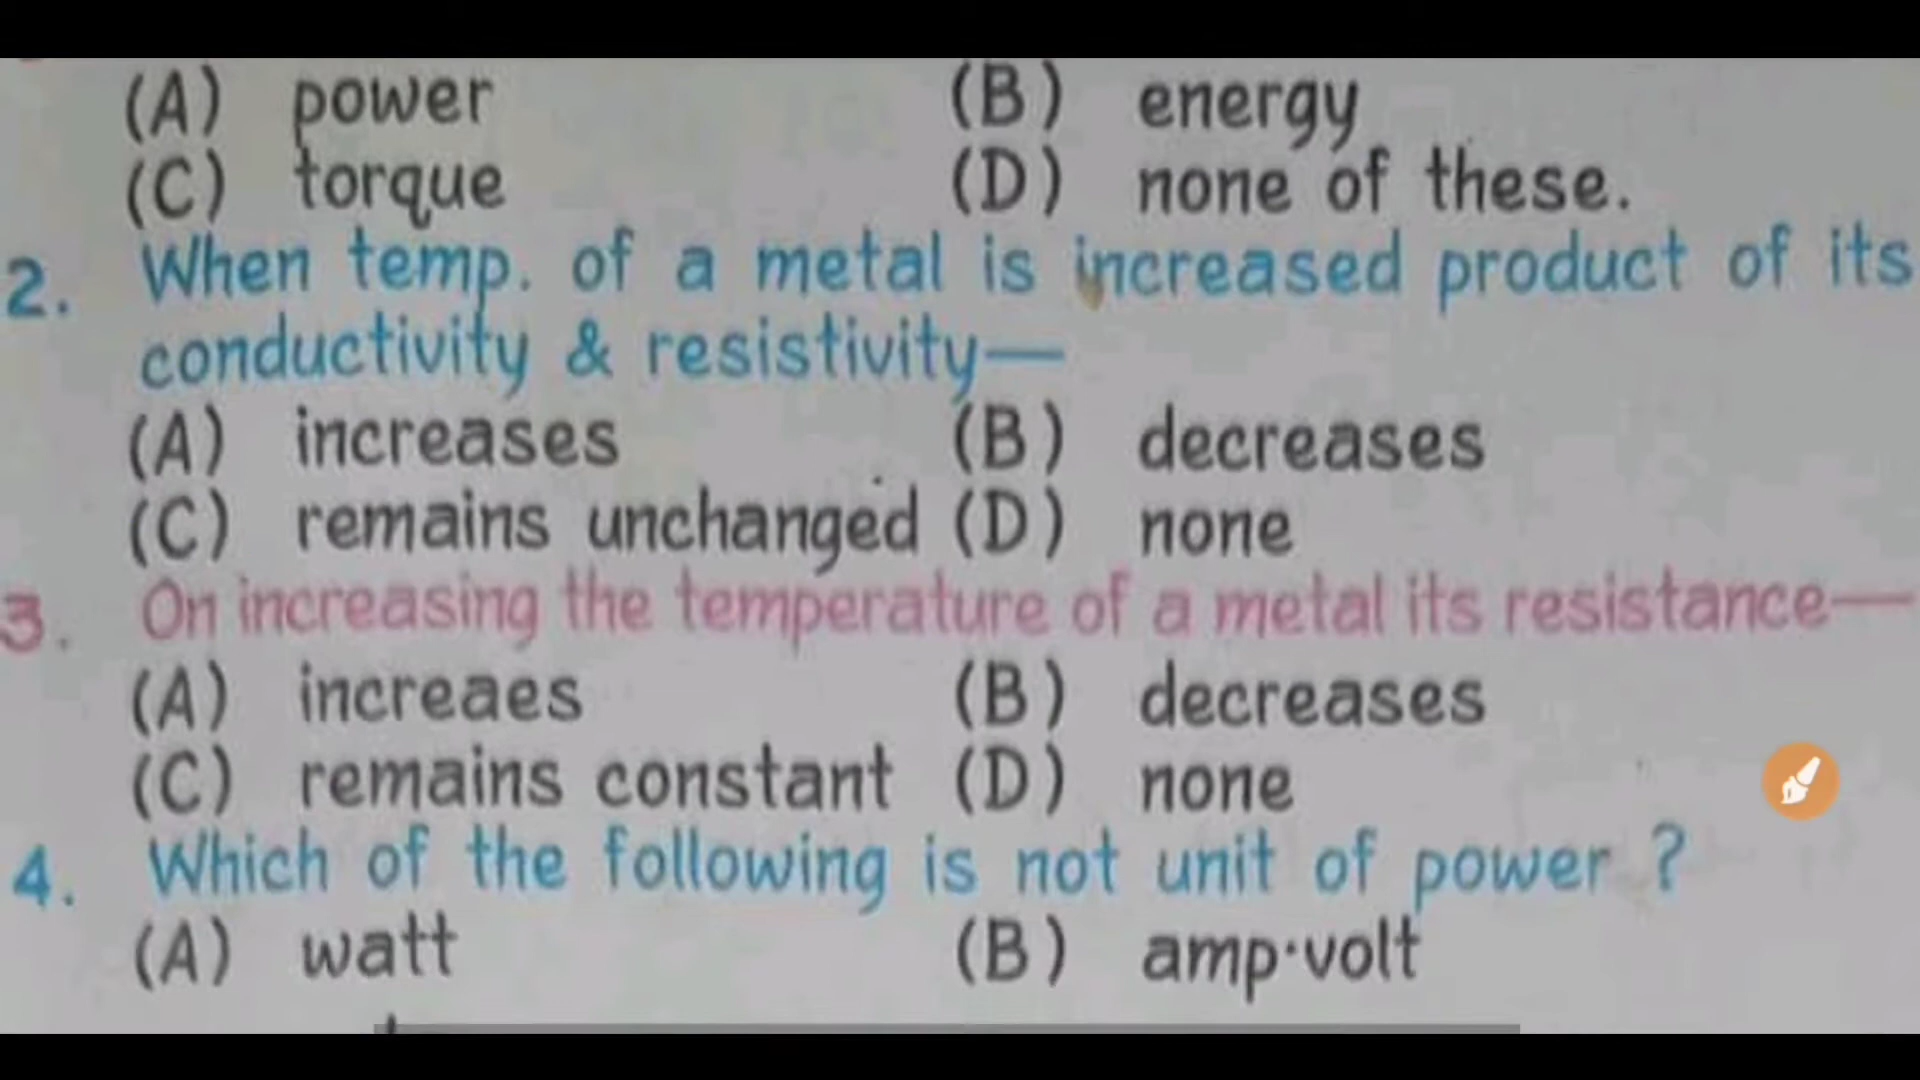 (A) power (B) energy
(C) torque (D) none of these.
2. When temp. of a metal is increased product of its
conductivity & resistivity—
(A) increases (B) decreases
(C) remains unchanged (D) none
3. On increasing the temperature of a metal its resistance—
(A) increaes (B) decreases
(C) remains constant (D) none
4. Which of the following is not unit of power ?
(A) watt (B) amp·volt